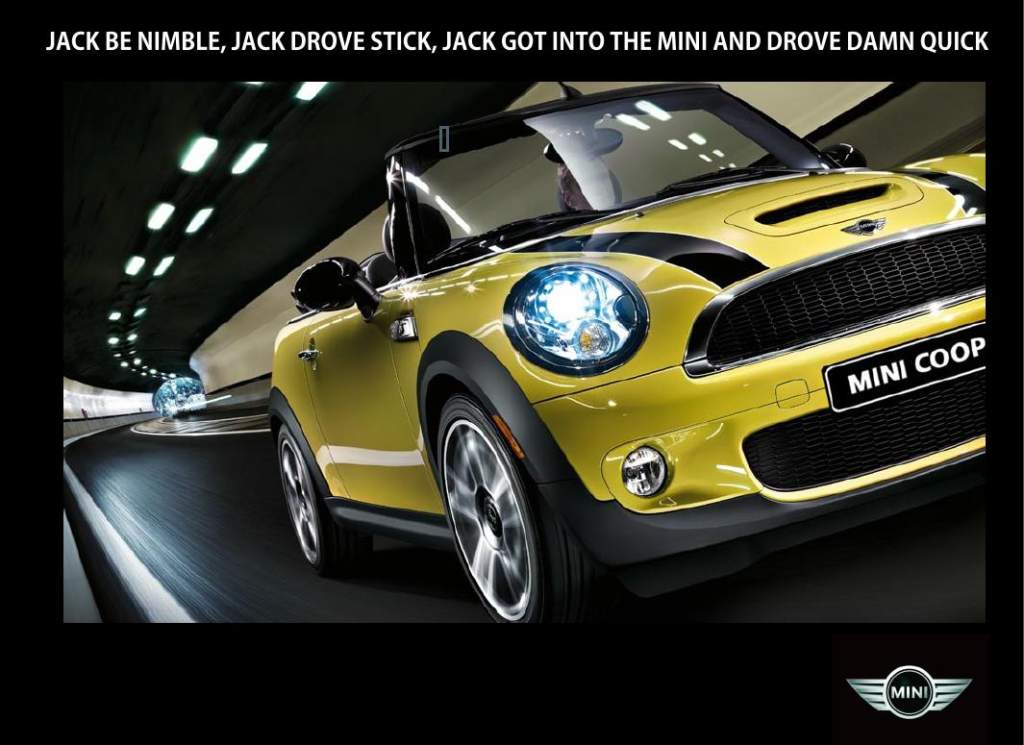 JACK BE NIMBLE, JACK DROVE STICK, JACK GOT INTO THE MINI AND DROVE DAMN QUICK
MINI COOP
MINI